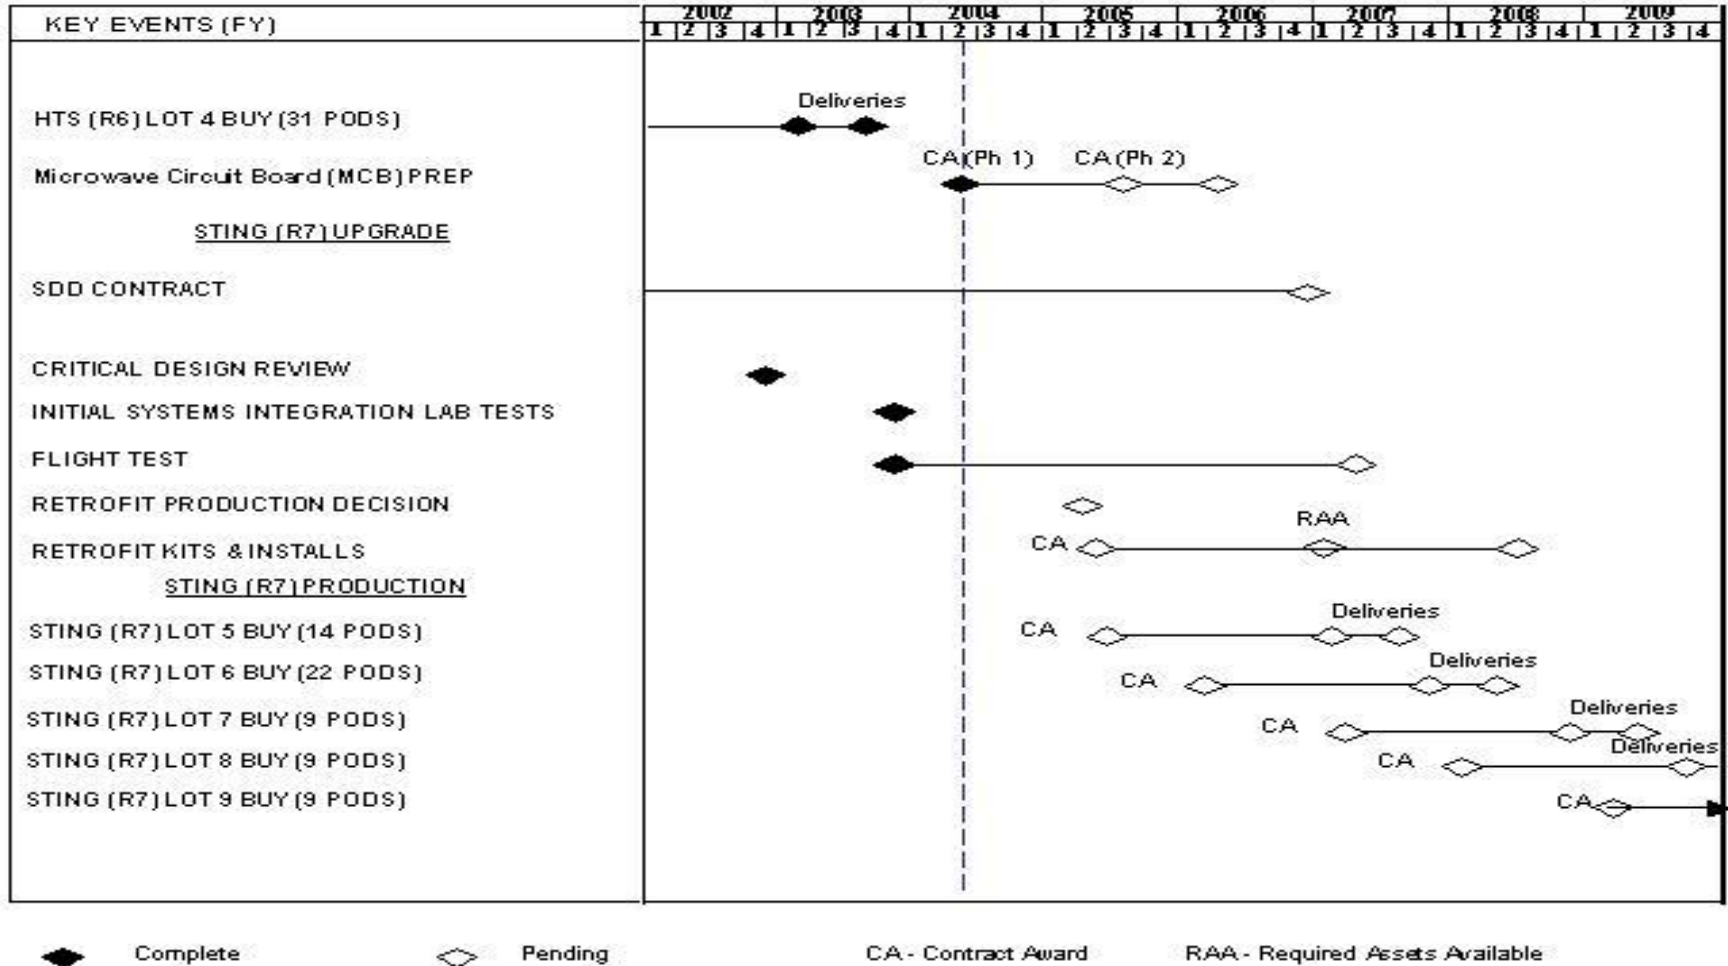 KEY EVENTS (FY)
2002 2003 2004 2005 2006 2007 2008 2009
1 2 3 4 1 2 3 4 1 2 3 4 1 2 3 4 1 2 3 4 1 2 3 4 1 2 3 4 1 2 3 4
Deliveries
HTS (R6) LOT 4 BUY (31 PODS)
CA (Ph 1) CA (Ph 2)
Microwave Circuit Board (MCB) PREP
STING (R7) UPGRADE
SDD CONTRACT
CRITICAL DESIGN REVIEW
INITIAL SYSTEMS INTEGRATION LAB TESTS
FLIGHT TEST
RETROFIT PRODUCTION DECISION
RAA
RETROFIT KITS & INSTALLS CA
STING (R7) PRODUCTION
Deliveries
STING (R7) LOT 5 BUY (14 PODS) CA
Deliveries
STING (R7) LOT 6 BUY (22 PODS) CA
Deliveries
STING (R7) LOT 7 BUY (9 PODS) CA
Deliveries
STING (R7) LOT 8 BUY (9 PODS) CA
STING (R7) LOT 9 BUY (9 PODS) CA
Complete Pending CA - Contract Award RAA - Required Assets Available